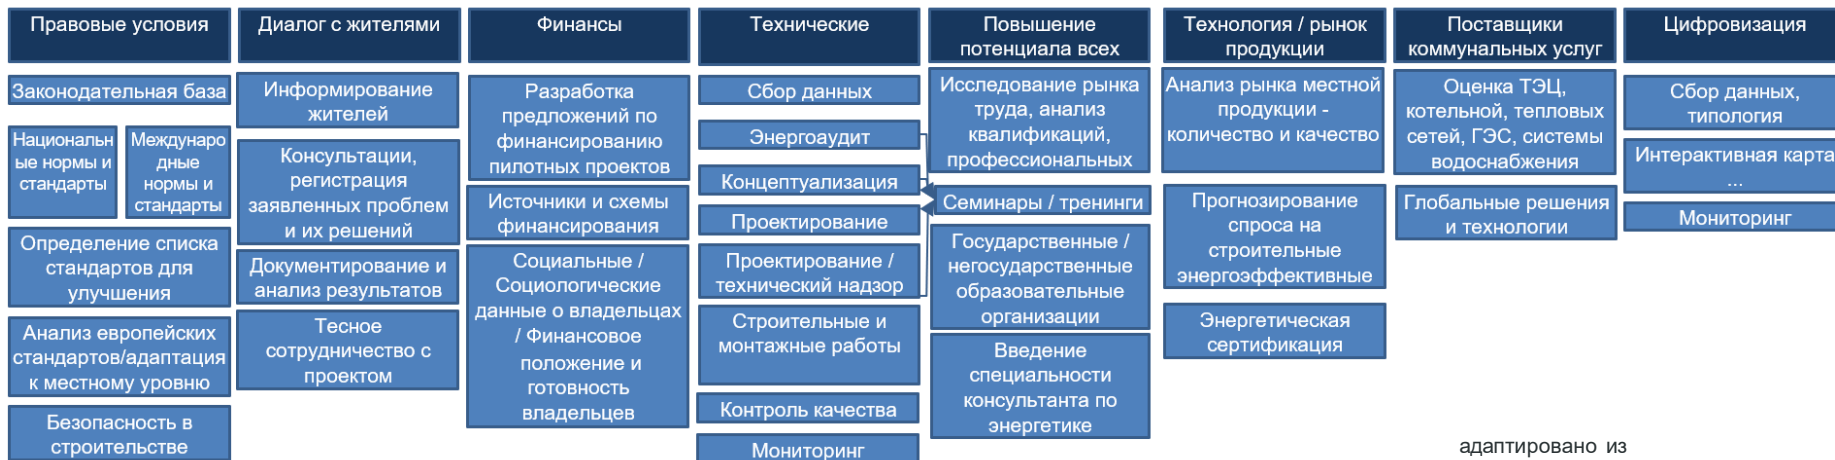 Правовые условия
Законодательная база
Национальн
ые нормы и
стандарты
Междунаро
дные
нормы и
стандарты
Определение списка
стандартов для
улучшения
Анализ европейских
стандартов/адаптация
к местному уровню
Безопасность в
строительстве
Диалог с жителями
Информирование
жителей
Консультации,
регистрация
заявленных проблем
и их решений
Документирование и
анализ результатов
Тесное
сотрудничество с
проектом
Финансы
Разработка
предложений по
финансированию
пилотных проектов
Источники и схемы
финансирования
Социальные /
Социологические
данные о владельцах
/ Финансовое
положение и
готовность
владельцев
Технические
Сбор данных
Энергоаудит
Концептуализация
Проектирование
Проектирование /
технический надзор
Строительные и
монтажные работы
Контроль качества
Мониторинг
Повышение
потенциала всех
Исследование рынка
труда, анализ
квалификаций,
профессиональных
Семинары / тренинги
Государственные /
негосударственные
образовательные
организации
Введение
специальности
консультанта по
энергетике
Технология / рынок
продукции
Анализ рынка местной
продукции -
количество и качество
Прогнозирование
спроса на
строительные
энергоэффективные
Энергетическая
сертификация
Поставщики
коммунальных услуг
Оценка ТЭЦ,
котельной, тепловых
сетей, ГЭС, системы
водоснабжения
Глобальные решения
и технологии
Цифровизация
Сбор данных,
типология
Интерактивная карта
...
Мониторинг
адаптировано из